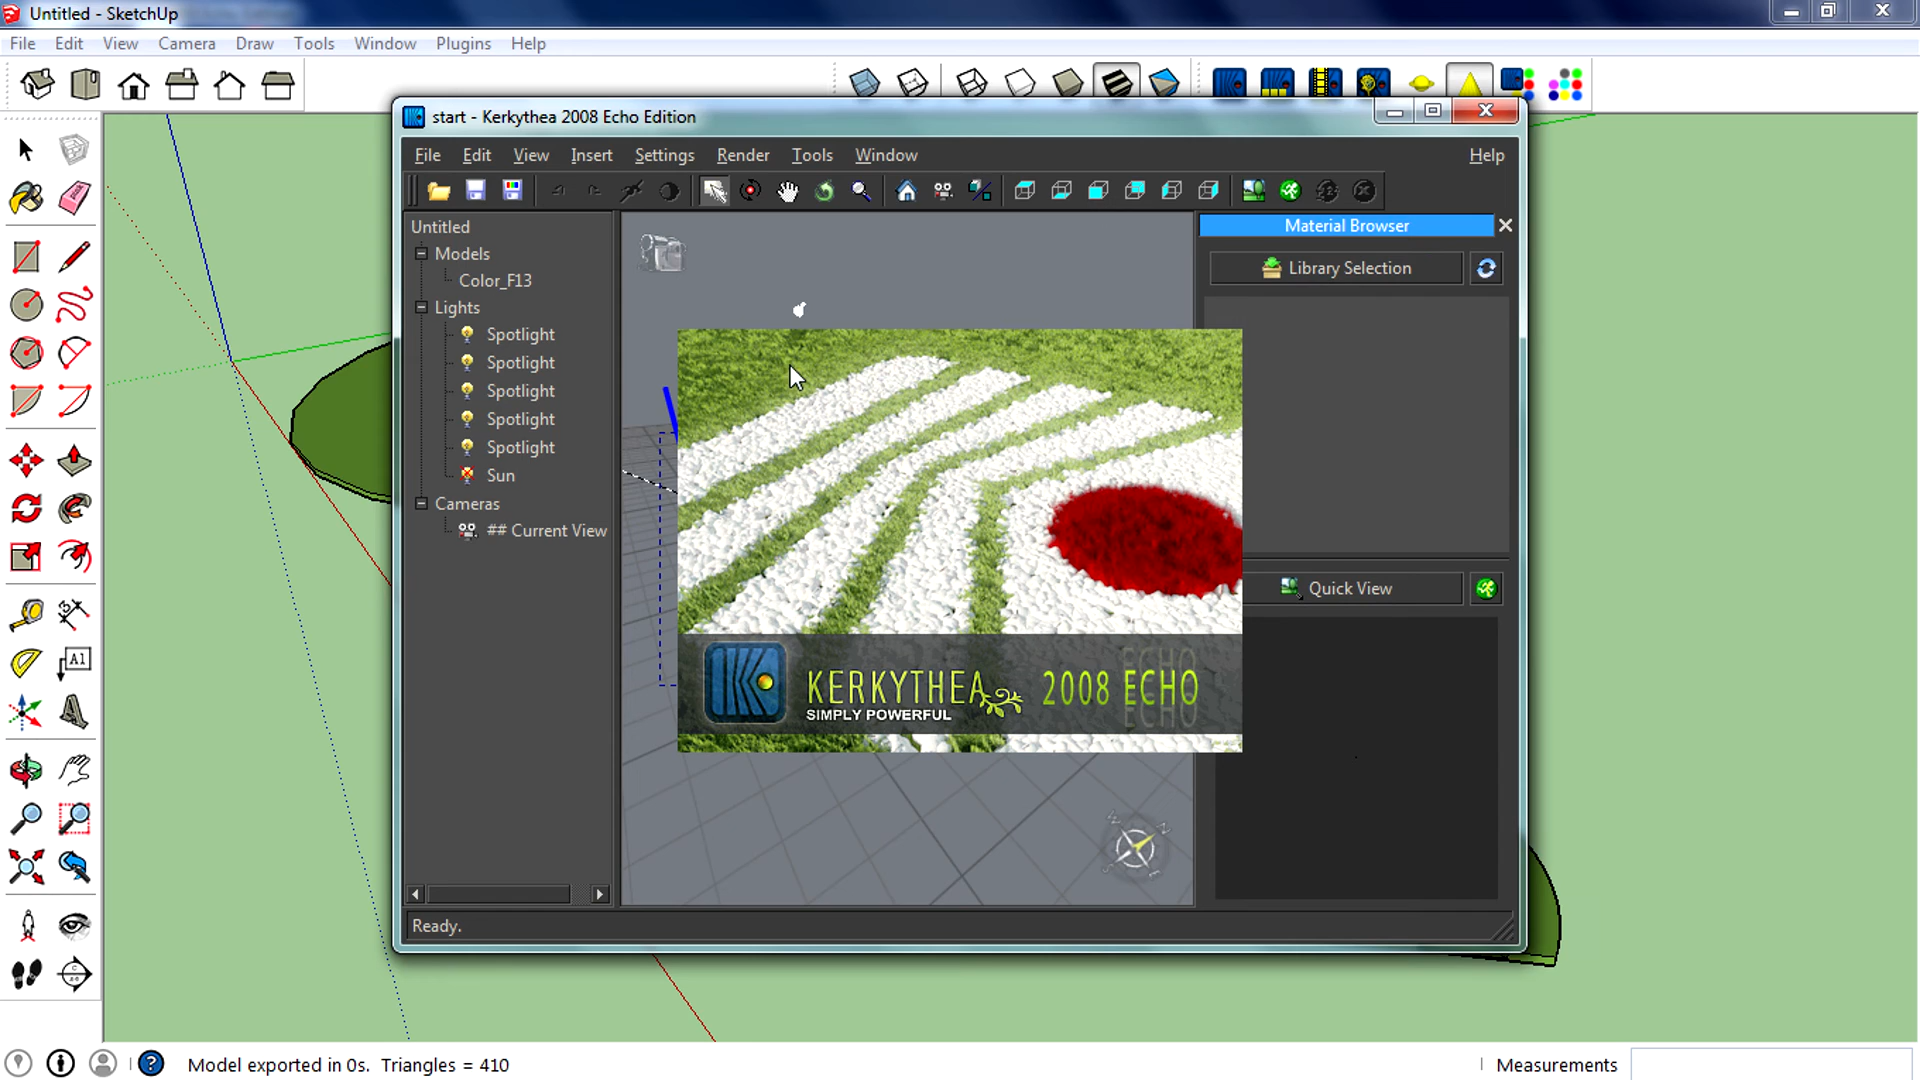 Untitled - SketchUp
File Edit View Camera Draw Tools Window Plugins Help
start - Kerkythea 2008 Echo Edition
File Edit View Insert Settings Render Tools Window Help
Untitled
Models
Color_F13
Lights
Spotlight
Spotlight
Spotlight
Spotlight
Spotlight
Sun
Cameras
## Current View
Material Browser
Library Selection
Quick View
KERKYTHEA 2008 ECHO
SIMPLY POWERFUL
Ready.
A1
Model exported in 0s. Triangles = 410
Measurements